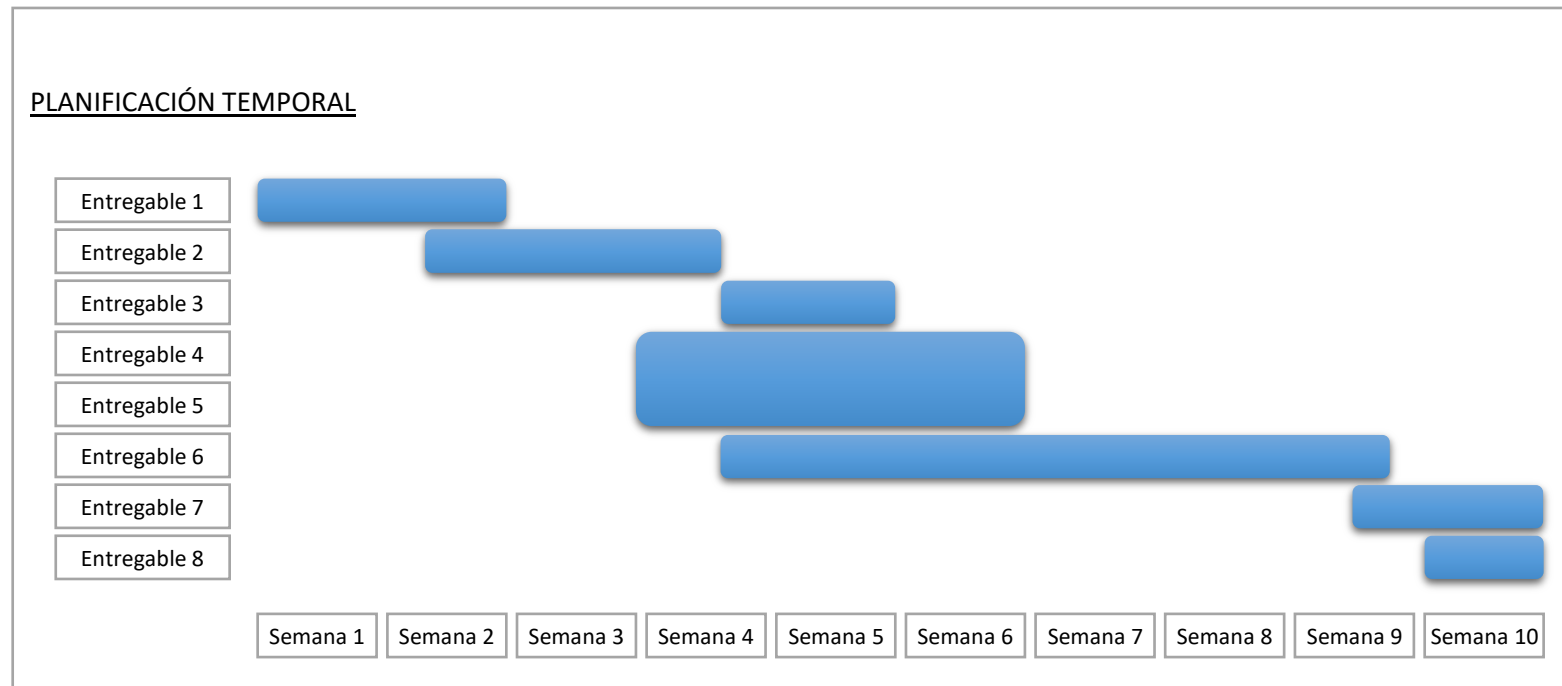 PLANIFICACIÓN TEMPORAL
Entregable 1
Entregable 2
Entregable 3
Entregable 4
Entregable 5
Entregable 6
Entregable 7
Entregable 8
Semana 1 Semana 2 Semana 3 Semana 4 Semana 5 Semana 6 Semana 7 Semana 8 Semana 9 Semana 10